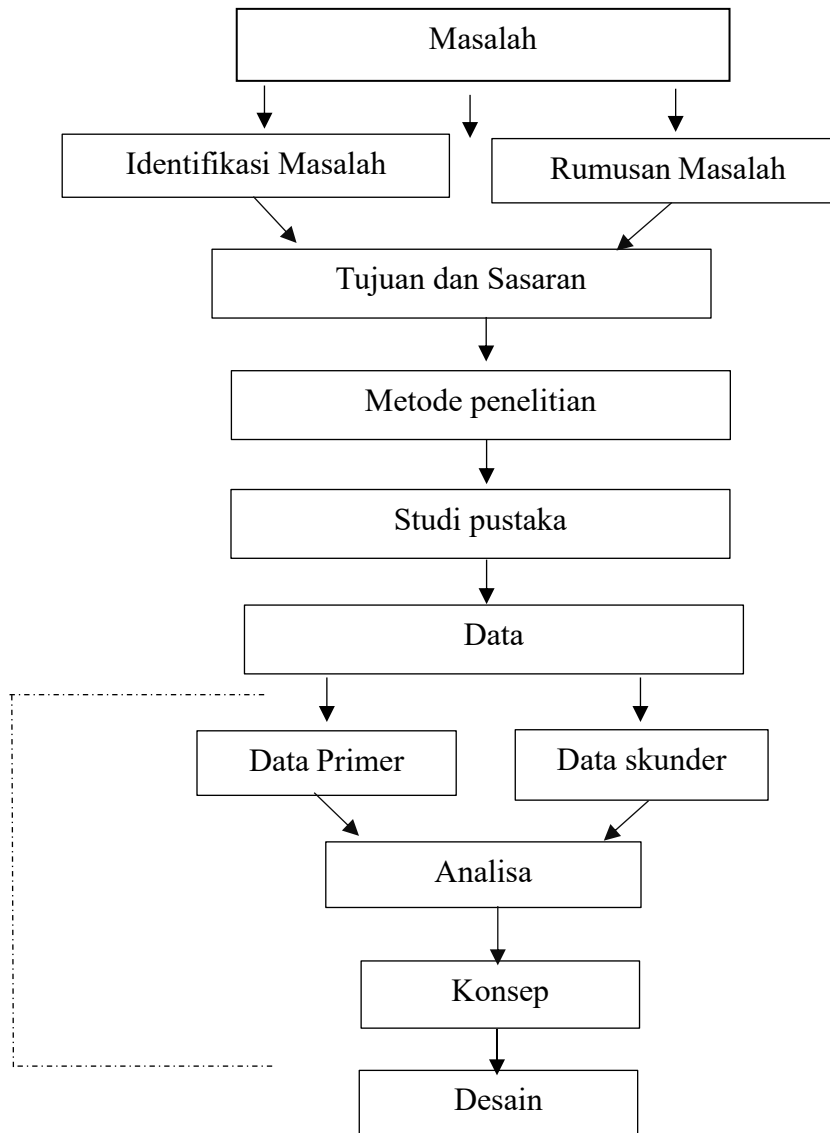 Masalah
Identifikasi Masalah
Rumusan Masalah
Tujuan dan Sasaran
Metode penelitian
Studi pustaka
Data
Data Primer
Data skunder
Analisa
Konsep
Desain